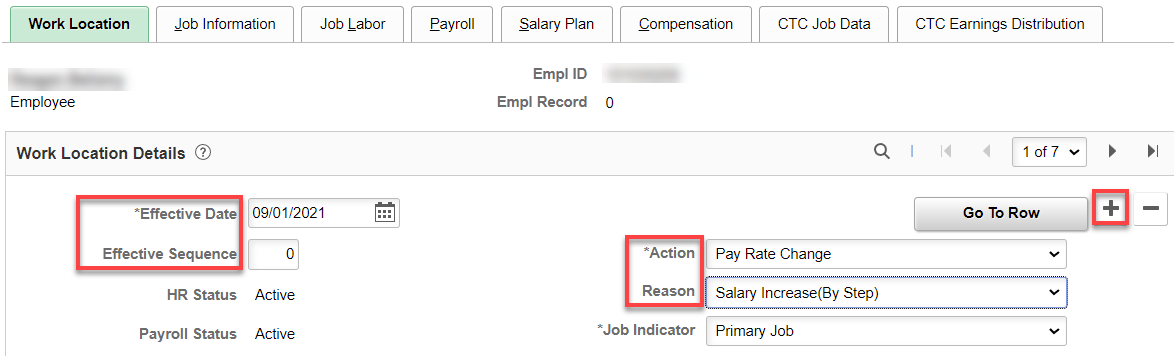 Work Location Job Information Job Labor Payroll Salary Plan Compensation CTC Job Data CTC Earnings Distribution
Empl ID
Employee Empl Record 0
Work Location Details ? 1 of 7
*Effective Date 09/01/2021 Go To Row
Effective Sequence 0 *Action Pay Rate Change
HR Status Active Reason Salary Increase(By Step)
Payroll Status Active *Job Indicator Primary Job